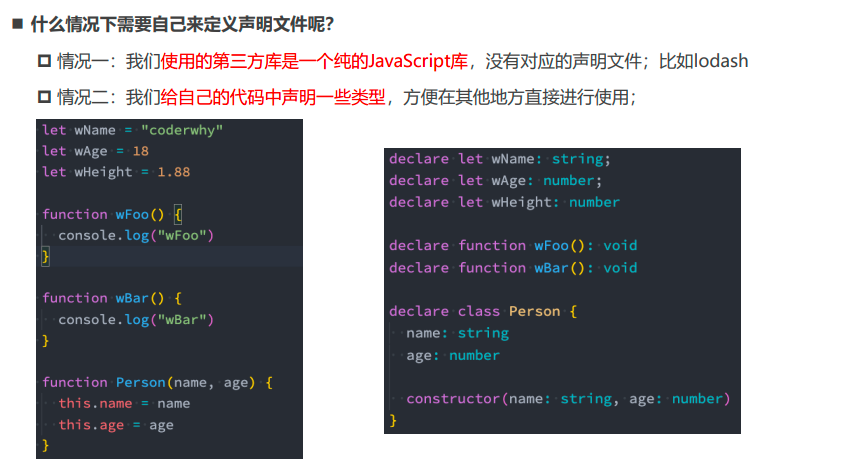 什么情况下需要自己来定义声明文件呢？
情况一：我们使用的第三方库是一个纯的JavaScript库，没有对应的声明文件；比如lodash
情况二：我们给自己的代码中声明一些类型，方便在其他地方直接进行使用；
let wName = "coderwhy"
let wAge = 18
let wHeight = 1.88
function wFoo() {
console.log("wFoo")
}
function wBar() {
console.log("wBar")
}
function Person(name, age) {
this.name = name
this.age = age
}
declare let wName: string;
declare let wAge: number;
declare let wHeight: number
declare function wFoo(): void
declare function wBar(): void
declare class Person {
name: string
age: number
constructor(name: string, age: number)
}